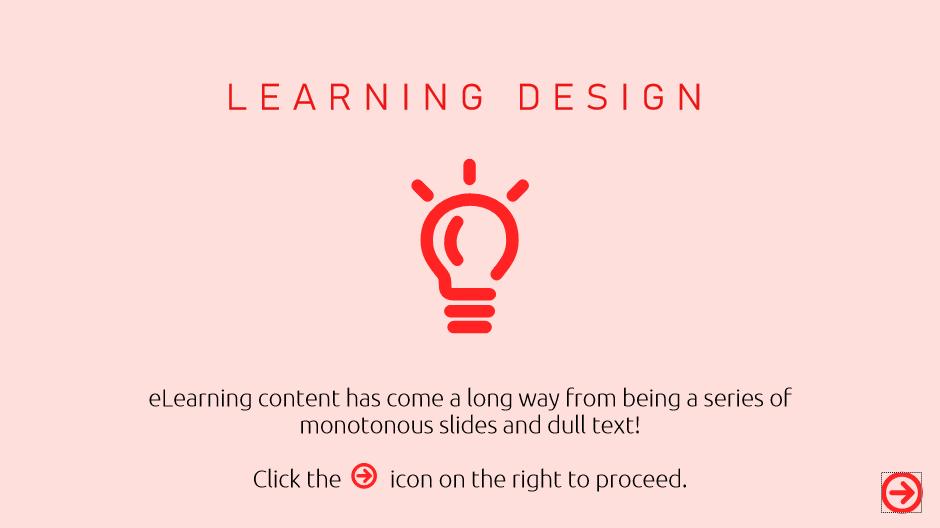 LEARNING DESIGN
eLearning content has come a long way from being a series of
monotonous slides and dull text!
Click the icon on the right to proceed.